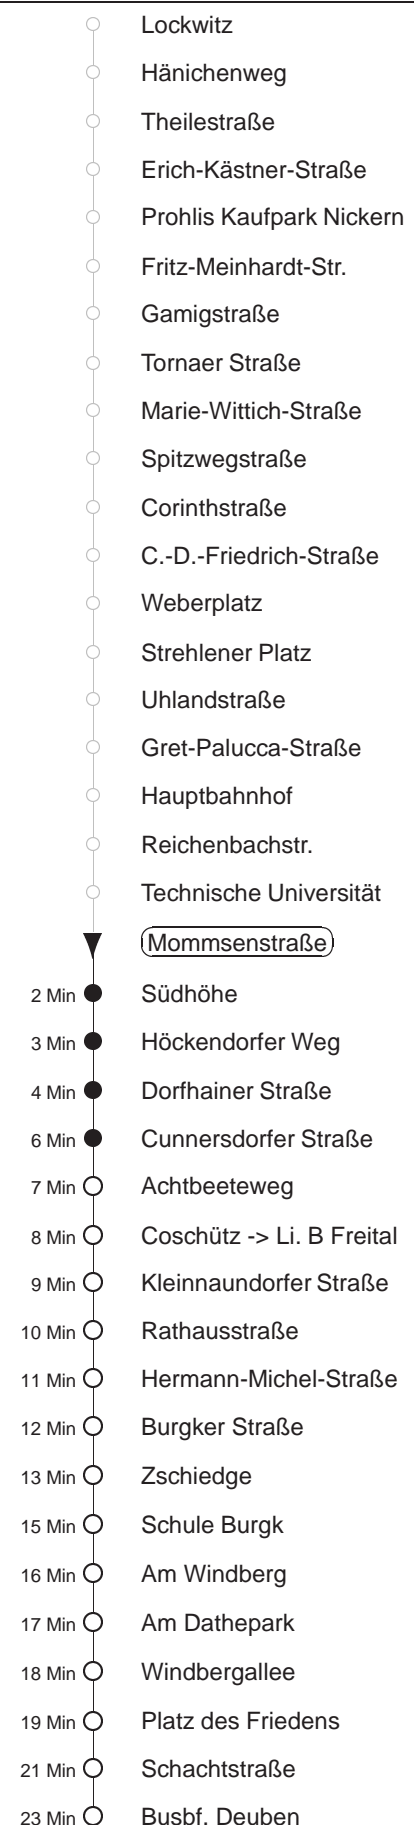 Lockwitz
Hänichenweg
Theilestraße
Erich-Kästner-Straße
Prohlis Kaufpark Nickern
Fritz-Meinhardt-Str.
Gamigstraße
Tornaer Straße
Marie-Wittich-Straße
Spitzwegstraße
Corinthstraße
C.-D.-Friedrich-Straße
Weberplatz
Strehlener Platz
Uhlandstraße
Gret-Palucca-Straße
Hauptbahnhof
Reichenbachstr.
Technische Universität
Mommsenstraße
2 Min Südhöhe
3 Min Höckendorfer Weg
4 Min Dorfhainer Straße
6 Min Cunnersdorfer Straße
7 Min Achtbeeteweg
8 Min Coschütz -> Li. B Freital
9 Min Kleinnaundorfer Straße
10 Min Rathausstraße
11 Min Hermann-Michel-Straße
12 Min Burgker Straße
13 Min Zschiedge
15 Min Schule Burgk
16 Min Am Windberg
17 Min Am Dathepark
18 Min Windbergallee
19 Min Platz des Friedens
21 Min Schachtstraße
23 Min Busbf. Deuben